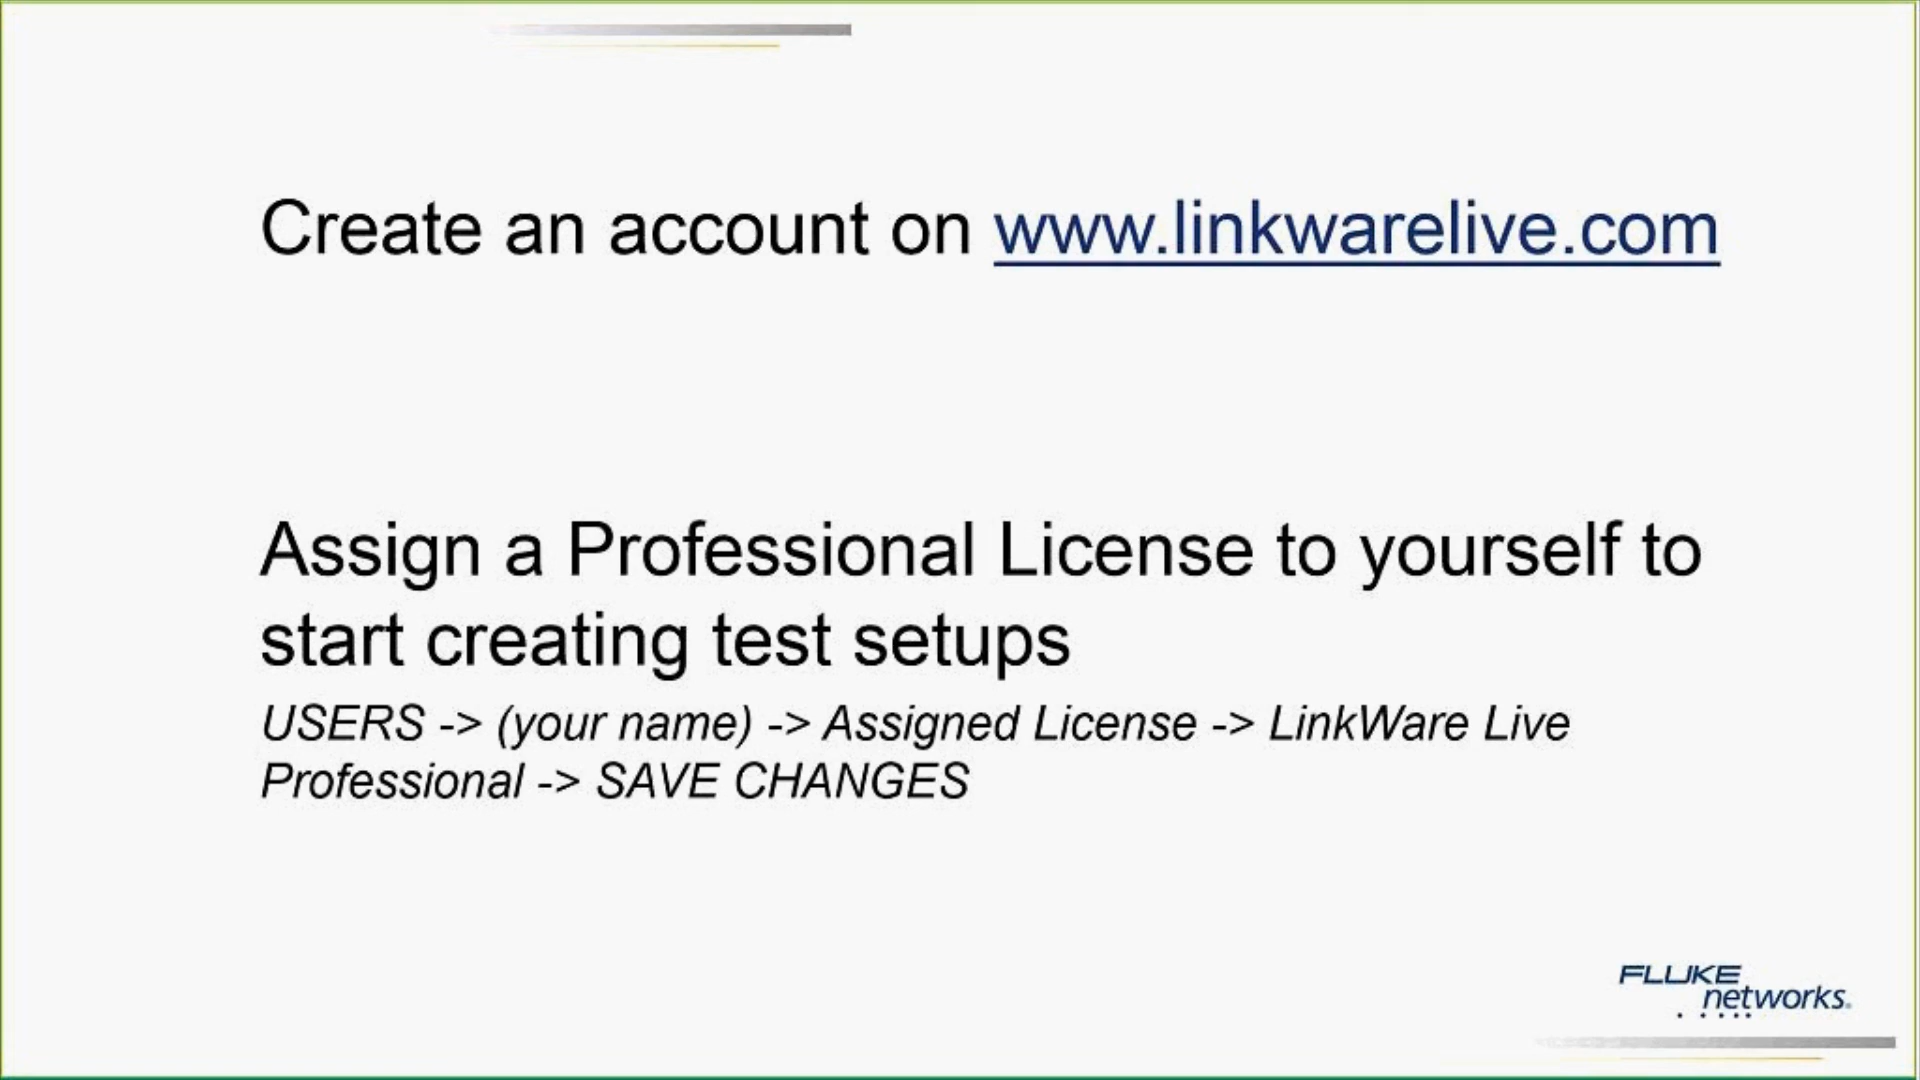 Create an account on www.linkwarelive.com
Assign a Professional License to yourself to
start creating test setups
USERS -> (your name) -> Assigned License -> LinkWare Live
Professional -> SAVE CHANGES
FLUKE
networks.